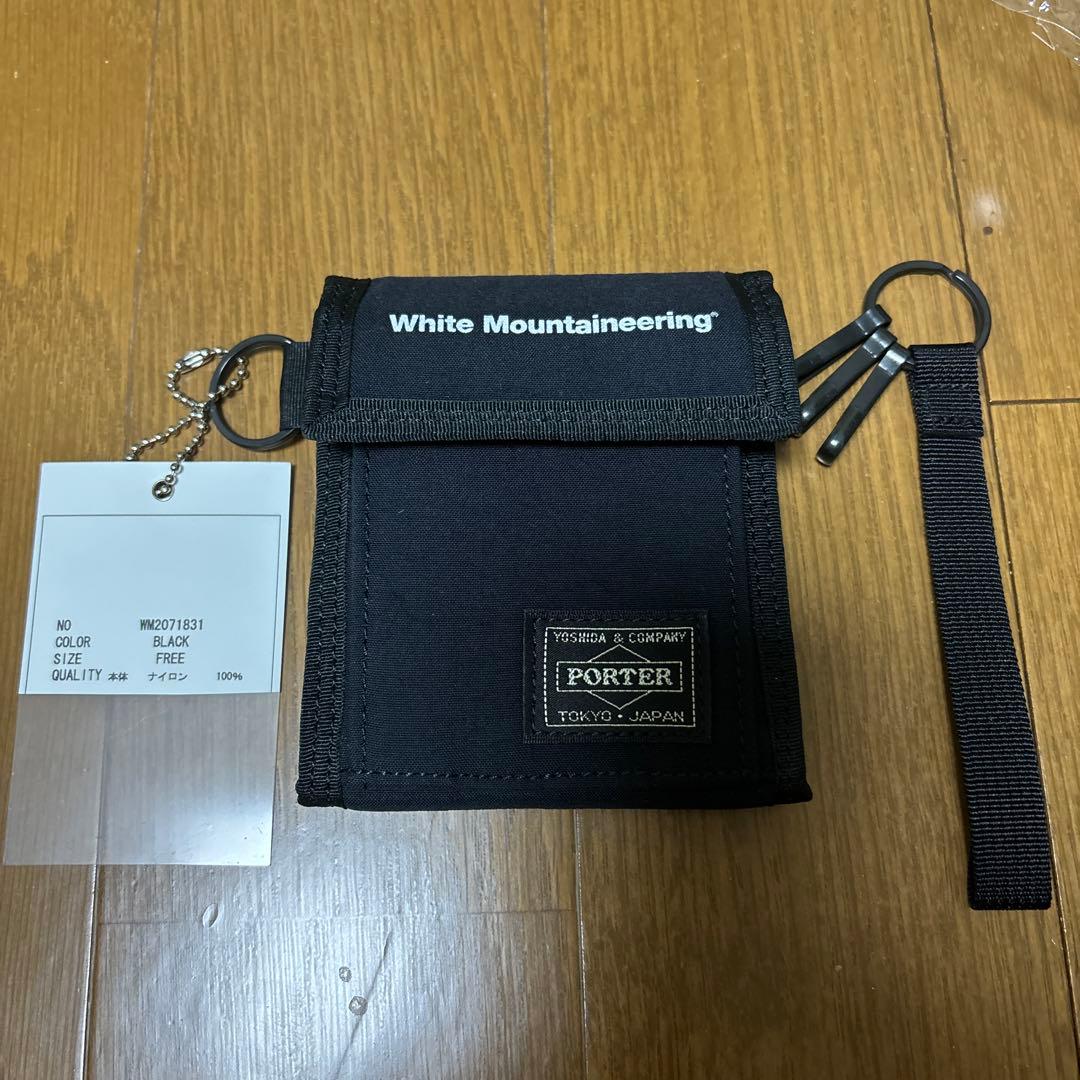 White Mountaineering®
NO WM2071831
COLOR BLACK
SIZE FREE
QUALITY 本体 ナイロン 100%
YOSHIDA & COMPANY
PORTER
TOKYO・JAPAN